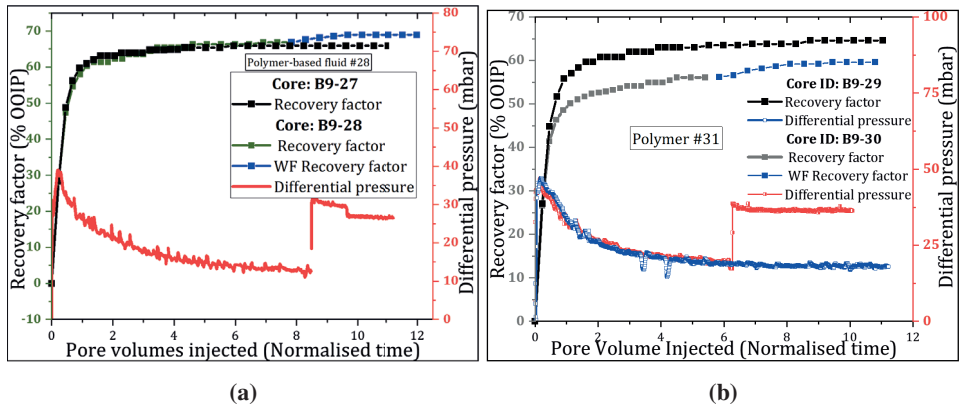 70
60
50
40
30
20
10
0
-10
Recovery factor (% OOIP)
80
70
60
50
40
30
20
10
0
Differential pressure (mbar)
Polymer-based fluid #28
Core: B9-27
Recovery factor
Core: B9-28
Recovery factor
WF Recovery factor
Differential pressure
0 2 4 6 8 10 12
Pore volumes injected (Normalised time)
(a)
70
60
50
40
30
20
10
0
Recovery factor (% OOIP)
100
75
50
25
0
Differential pressure (mbar)
Core ID: B9-29
Recovery factor
Differential pressure
Core ID: B9-30
Recovery factor
WF Recovery factor
Differential pressure
Polymer #31
0 2 4 6 8 10 12
Pore Volume Injected (Normalised time)
(b)